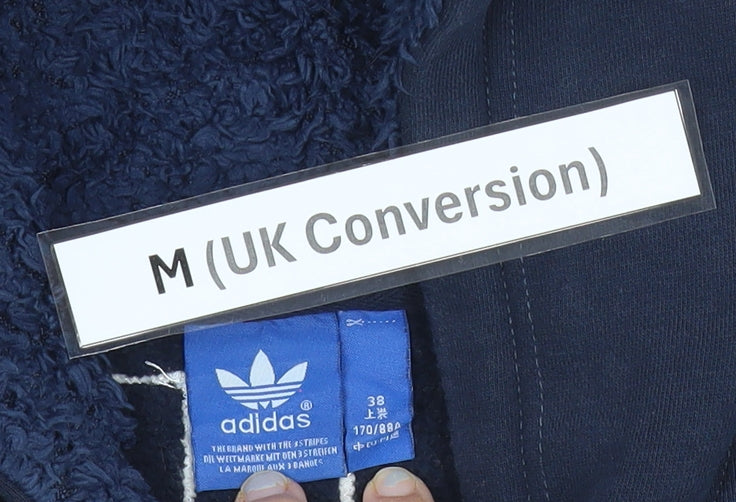 M (UK Conversion)
adidas®
THE BRAND WITH THE 3 STRIPES
DIE WELTMARKE MIT DEN 3 STREIFEN
LA MARQUE AUX 3 BANDES
38
上装
170/88A